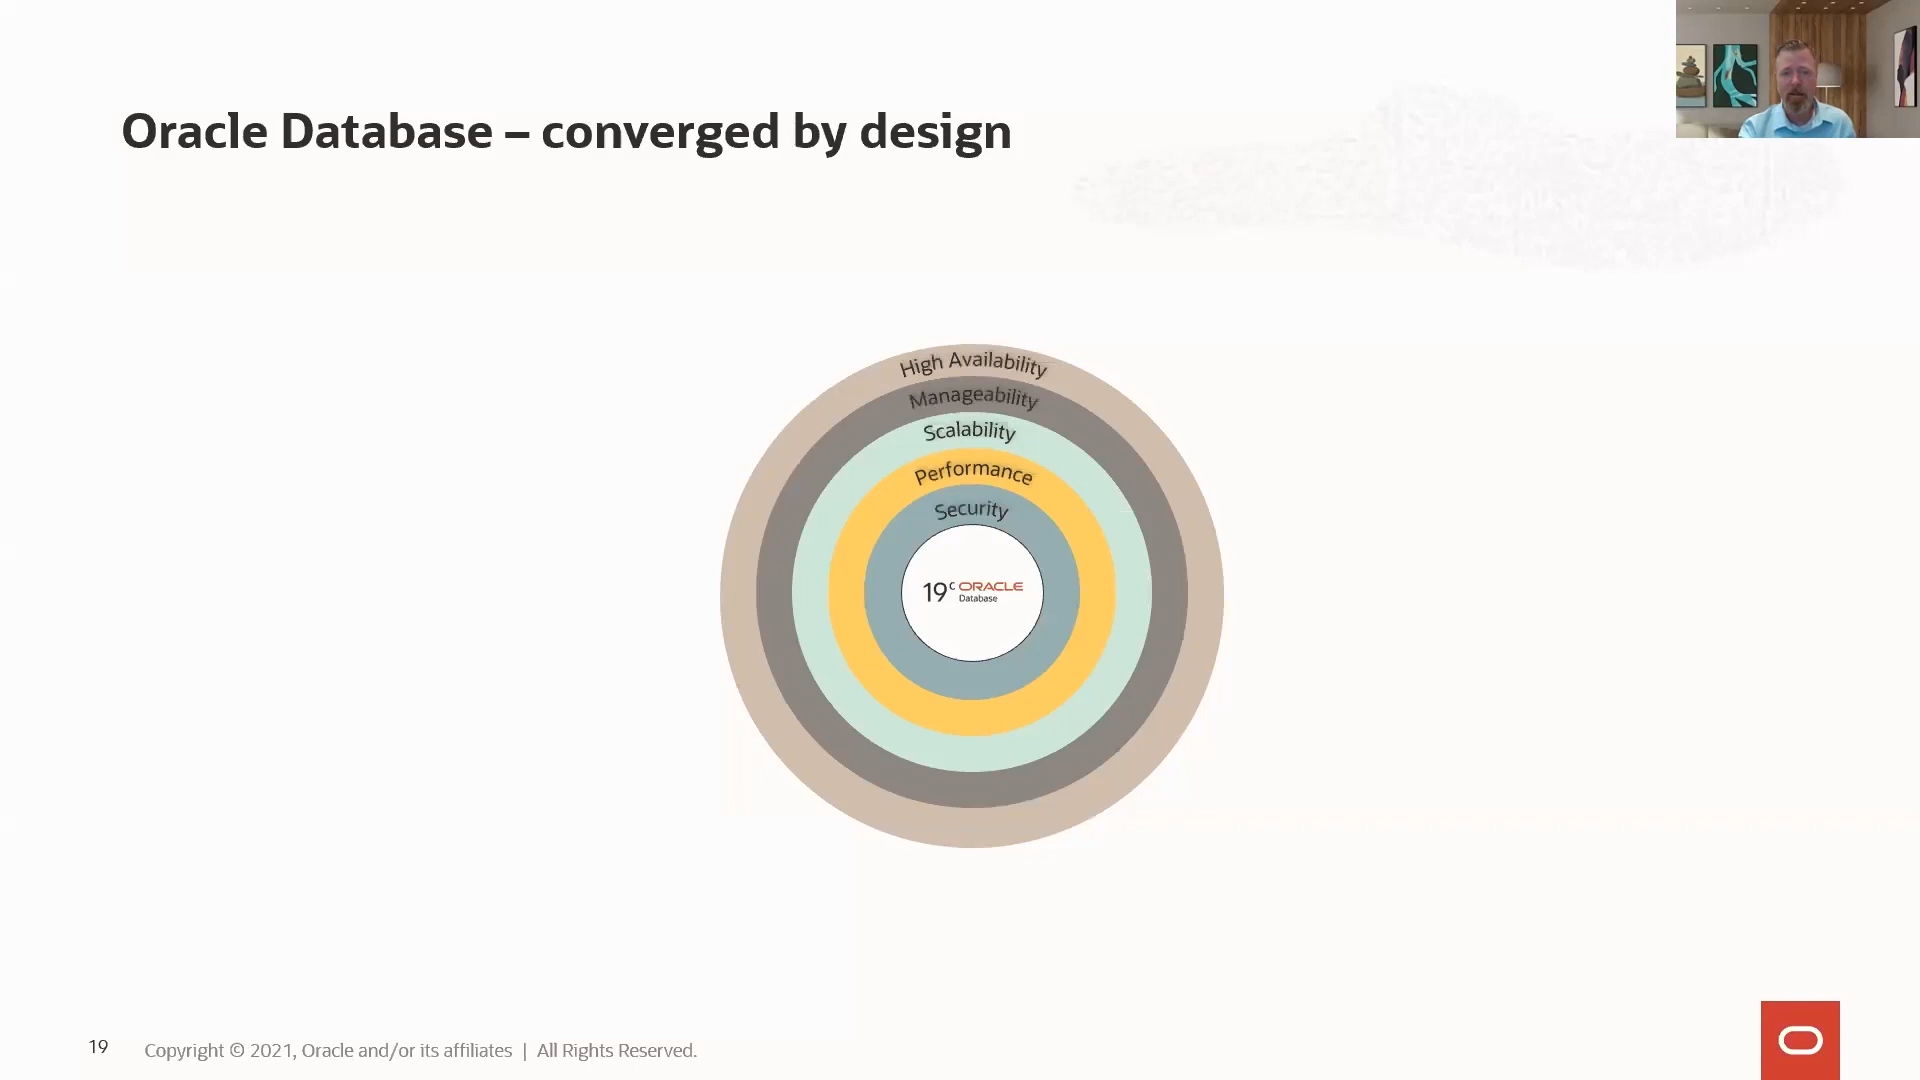 Oracle Database – converged by design
High Availability
Manageability
Scalability
Performance
Security
19c ORACLE
Database
19 Copyright © 2021, Oracle and/or its affiliates | All Rights Reserved.